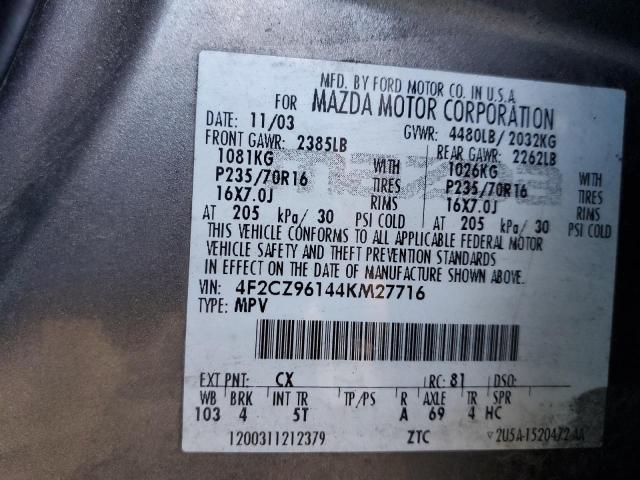 MFD. BY FORD MOTOR CO. IN U.S.A.
FOR MAZDA MOTOR CORPORATION
DATE: 11/03 GVWR: 4480LB/2032KG
FRONT GAWR: 2385LB REAR GAWR: 2262LB
1081KG WITH 1026KG WITH
P235/70R16 TIRES P235/70R16 TIRES
16X7.0J RIMS 16X7.0J RIMS
AT 205 kPa/30 PSI COLD AT 205 kPa/30 PSI COLD
THIS VEHICLE CONFORMS TO ALL APPLICABLE FEDERAL MOTOR
VEHICLE SAFETY AND THEFT PREVENTION STANDARDS
IN EFFECT ON THE DATE OF MANUFACTURE SHOWN ABOVE.
VIN: 4F2CZ96144KM27716
TYPE: MPV
EXT PNT: CX RC: 81 DSO:
WB BRK INT TR TP/PS R AXLE TR SPR
103 4 5T A 69 4 HC
1200311212379 ZTC 2U5A-1520472-AA